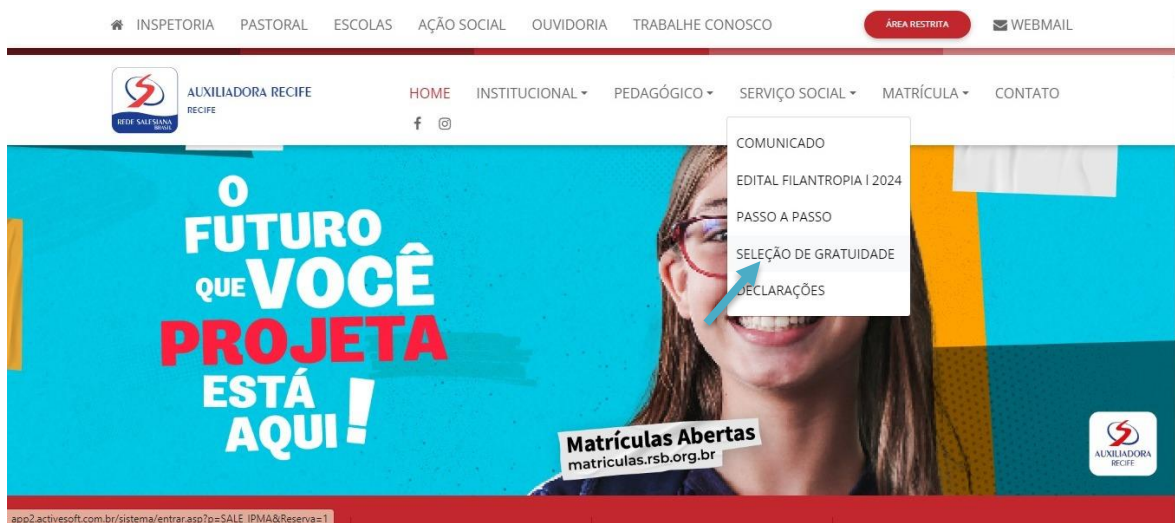 INSPETORIA PASTORAL ESCOLAS AÇÃO SOCIAL OUVIDORIA TRABALHE CONOSCO ÁREA RESTRITA WEBMAIL
REDE SALESIANA
BRASIL
AUXILIADORA RECIFE
RECIFE
HOME INSTITUCIONAL PEDAGÓGICO SERVIÇO SOCIAL MATRÍCULA CONTATO
COMUNICADO
EDITAL FILANTROPIA | 2024
PASSO A PASSO
SELEÇÃO DE GRATUIDADE
DECLARAÇÕES
O
FUTURO
QUE VOCÊ
PROJETA
ESTÁ
AQUI!
Matrículas Abertas
matriculas.rsb.org.br
AUXILIADORA
RECIFE
app2.activesoft.com.br/sistema/entrar.asp?p=SALE_IPMA&Reserva=1